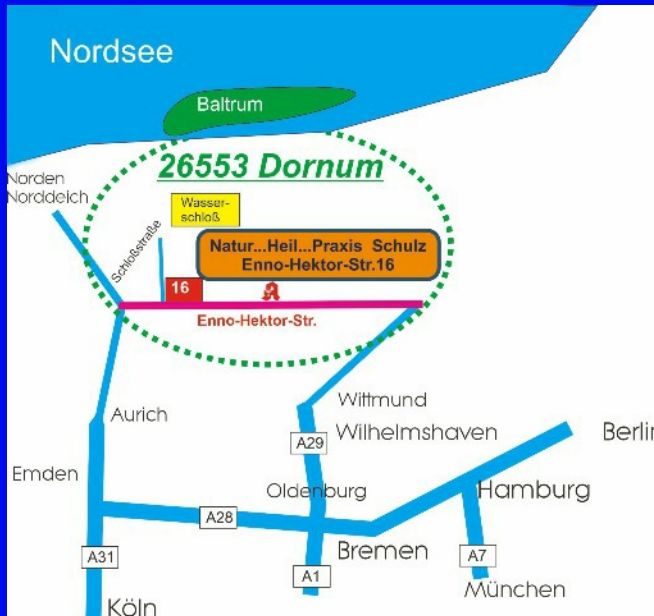 Nordsee
Baltrum
26553 Dornum
Norden
Norddeich
Wasser-
schloß
Schloßstraße
Natur...Heil...Praxis Schulz
Enno-Hektor-Str.16
16
A
Enno-Hektor-Str.
Wittmund
Aurich
Wilhelmshaven
Berlin
A29
Emden
Oldenburg
Hamburg
A28
Bremen
A31
A7
A1
München
Köln